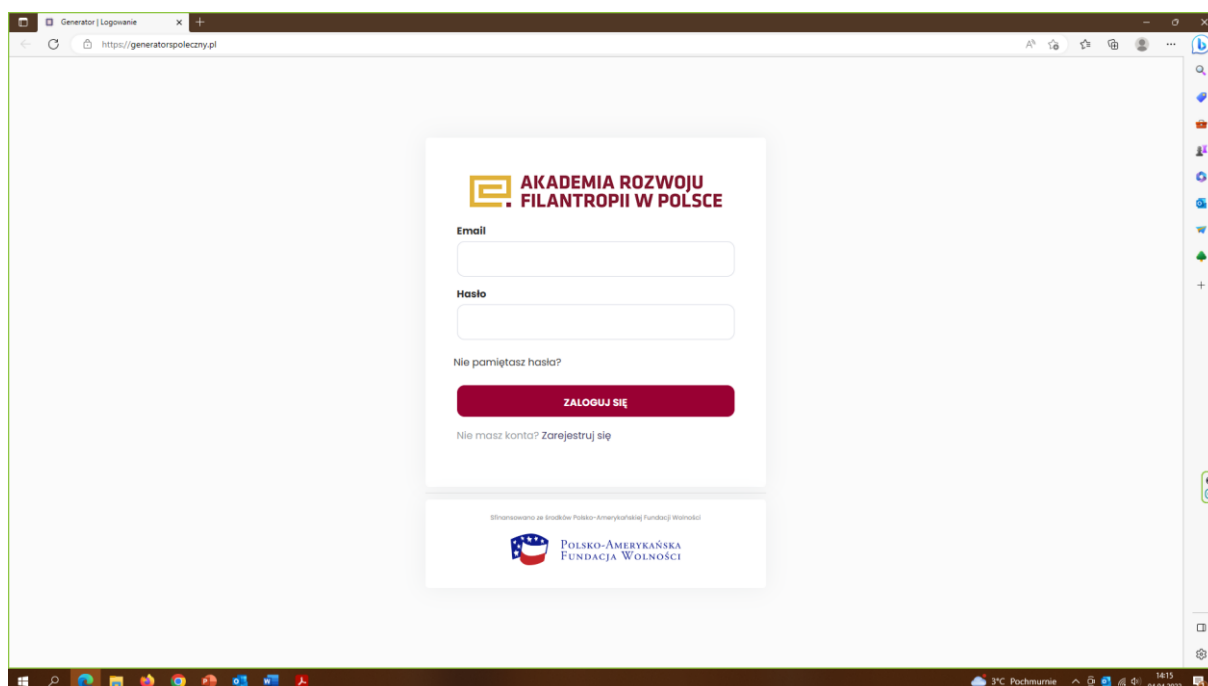 Generator | Logowanie
https://generatorspoleczny.pl
AKADEMIA ROZWOJU
FILANTROPII W POLSCE
Email
Hasło
Nie pamiętasz hasła?
ZALOGUJ SIĘ
Nie masz konta? Zarejestruj się
Sfinansowano ze środków Polsko-Amerykańskiej Fundacji Wolności
Polsko-Amerykańska
Fundacja Wolności
3°C Pochmurnie
14:15